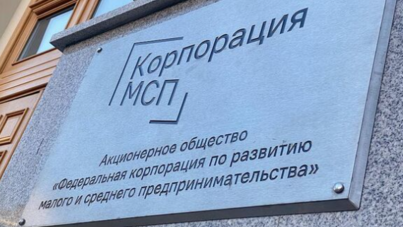 Корпорация
МСП
Акционерное общество
«Федеральная корпорация по развитию
малого и среднего предпринимательства»